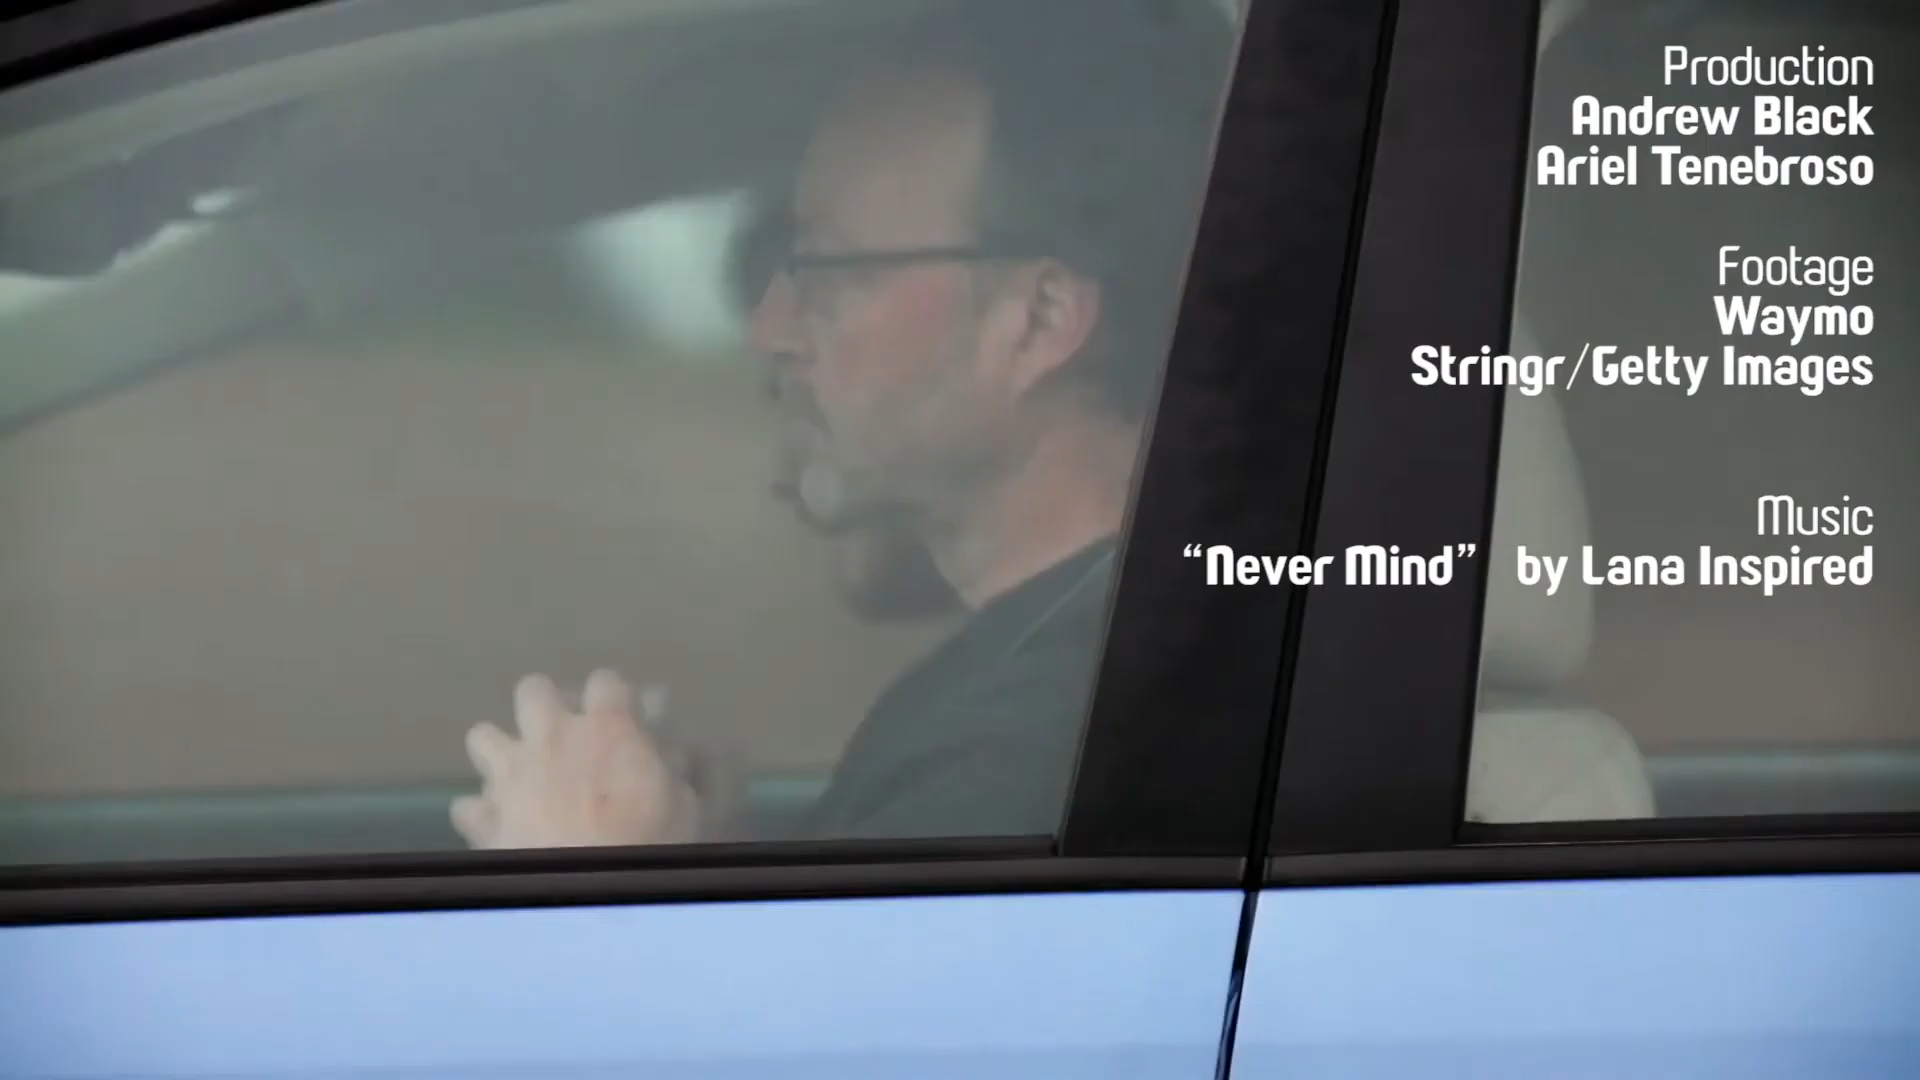 Production
Andrew Black
Ariel Tenebroso
Footage
Waymo
Stringr/Getty Images
Music
“Never Mind” by Lana Inspired